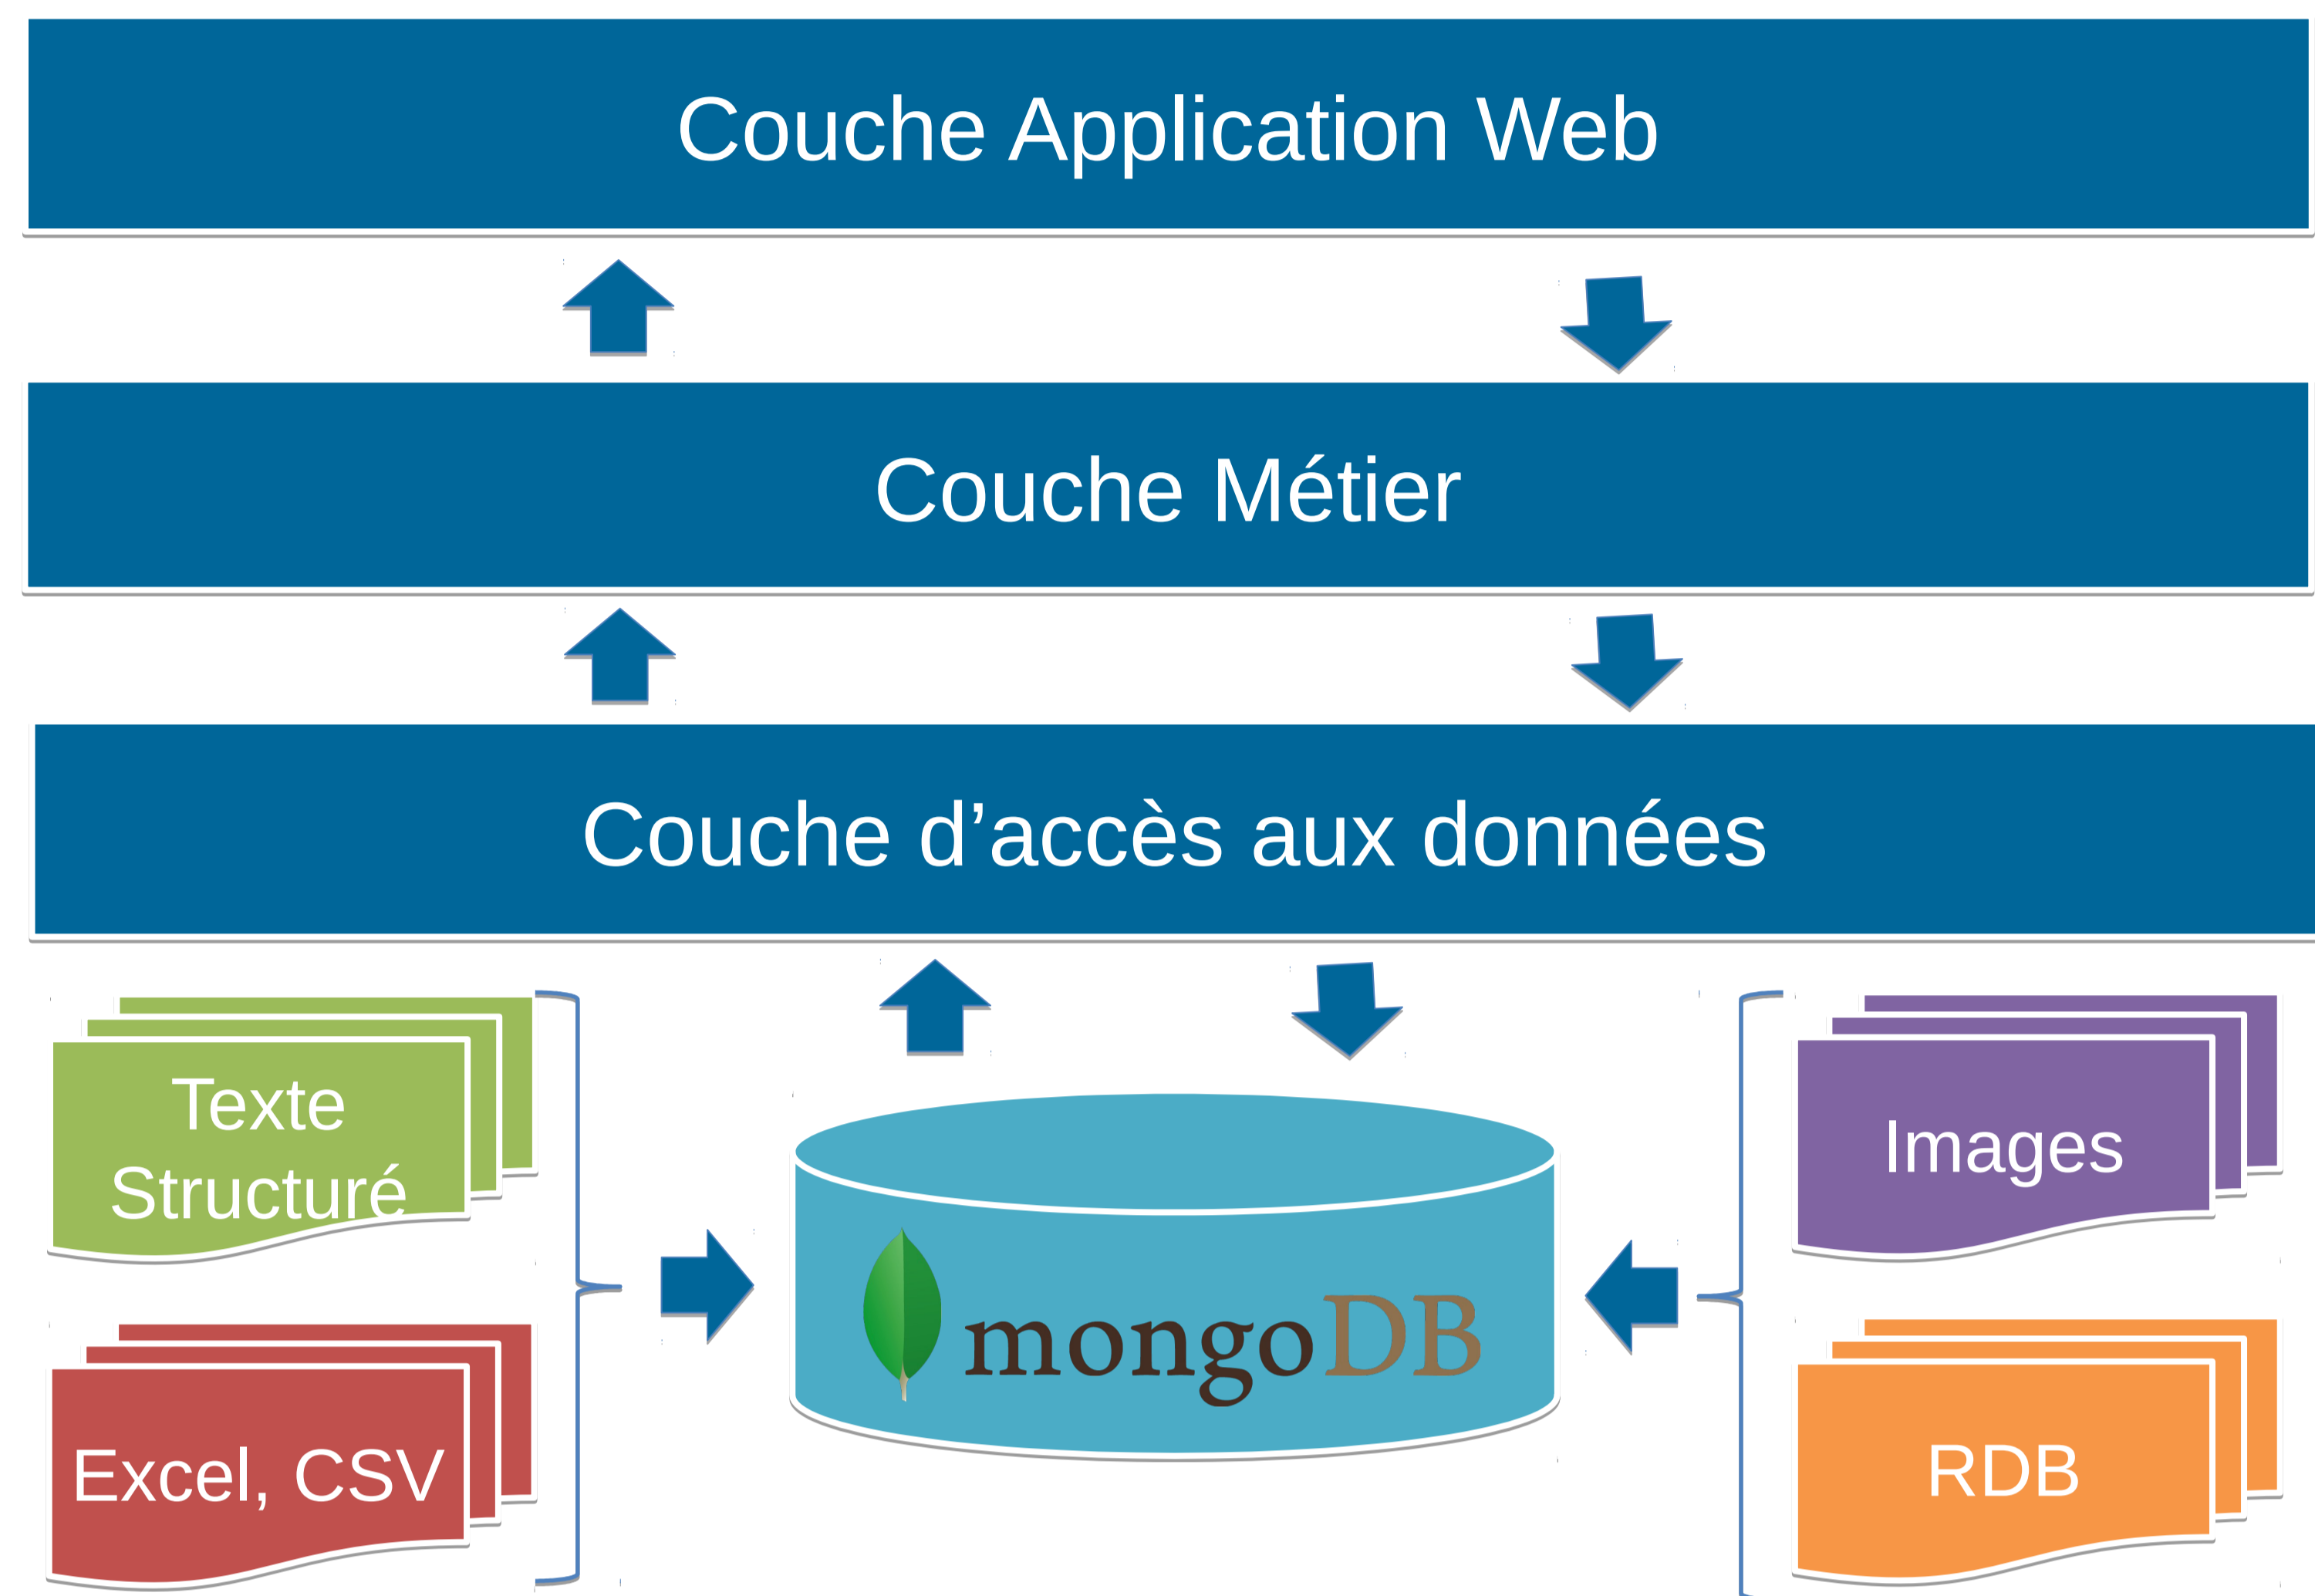 Couche Application Web
Couche Métier
Couche d’accès aux données
Texte
Structuré
Images
mongoDB
Excel, CSV
RDB